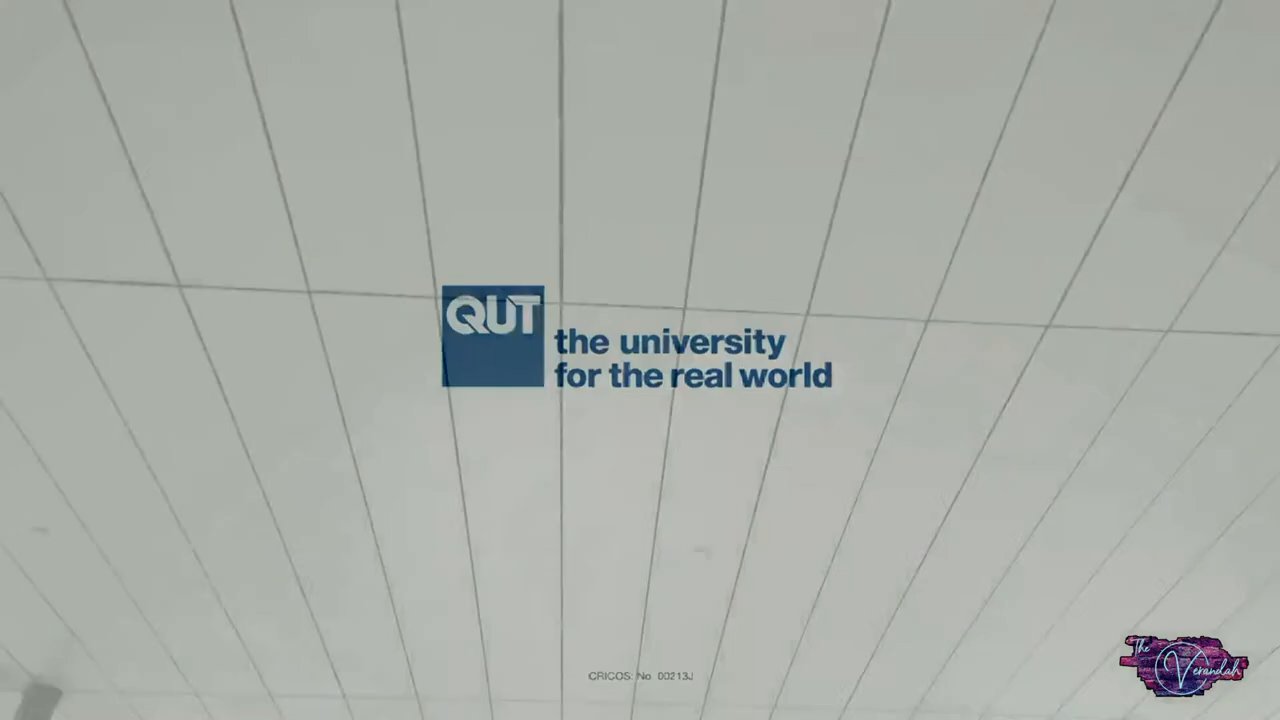 QUT
the university
for the real world
CRICOS: No 00213J
The
Verandah